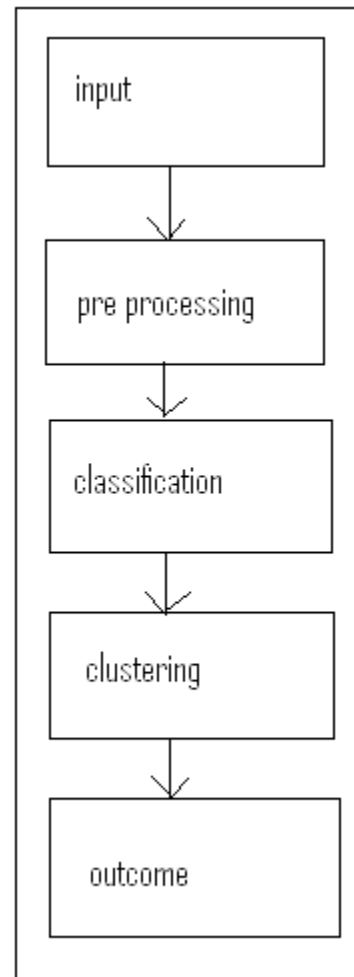 input
pre processing
classification
clustering
outcome